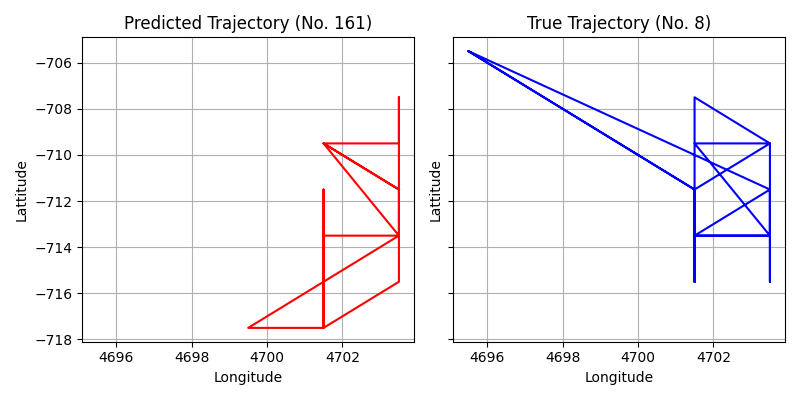 Predicted Trajectory (No. 161)
True Trajectory (No. 8)
−706
−708
−710
−712
−714
−716
−718
Lattitude
Lattitude
4696
4698
4700
4702
4696
4698
4700
4702
Longitude
Longitude